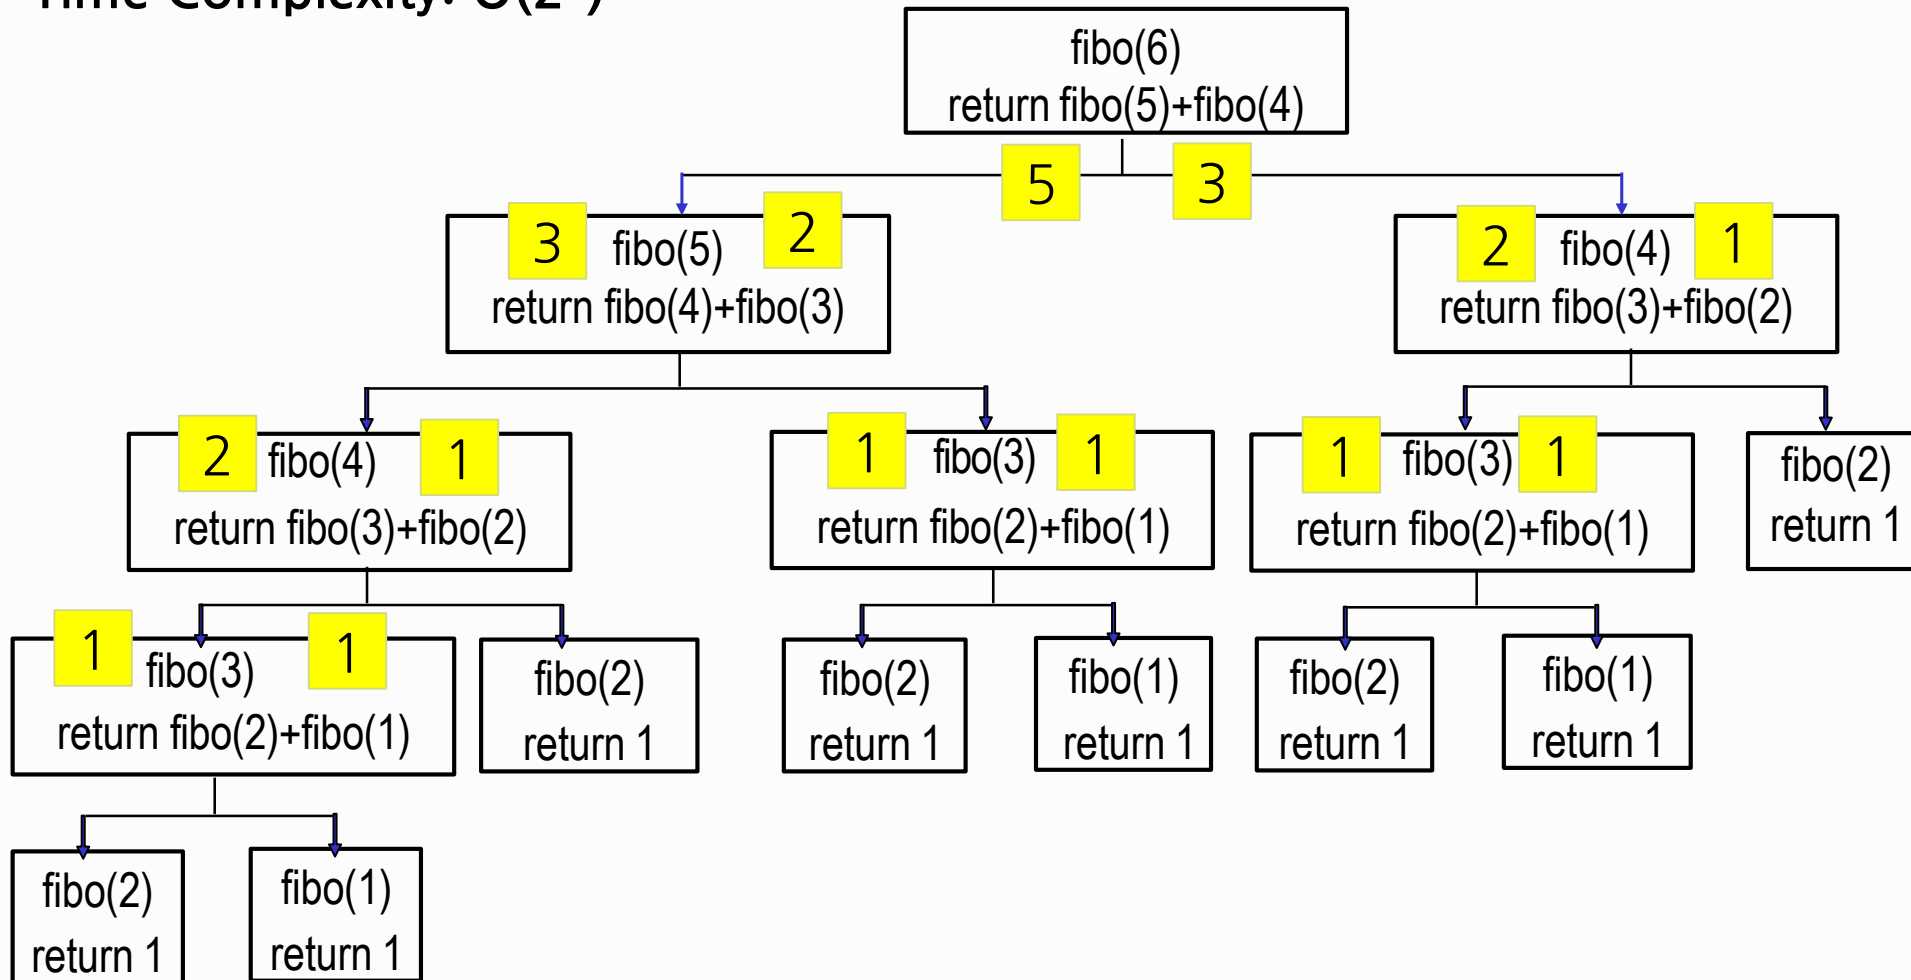 Time Complexity: O(2
fibo(6)
return fibo(5)+fibo(4)
5 3
3 fibo(5) 2
return fibo(4)+fibo(3)
2 fibo(4) 1
return fibo(3)+fibo(2)
2 fibo(4) 1
return fibo(3)+fibo(2)
1 fibo(3) 1
return fibo(2)+fibo(1)
1 fibo(3) 1
return fibo(2)+fibo(1)
fibo(2)
return 1
1 fibo(3) 1
return fibo(2)+fibo(1)
fibo(2)
return 1
fibo(2)
return 1
fibo(1)
return 1
fibo(2)
return 1
fibo(1)
return 1
fibo(2)
return 1
fibo(1)
return 1